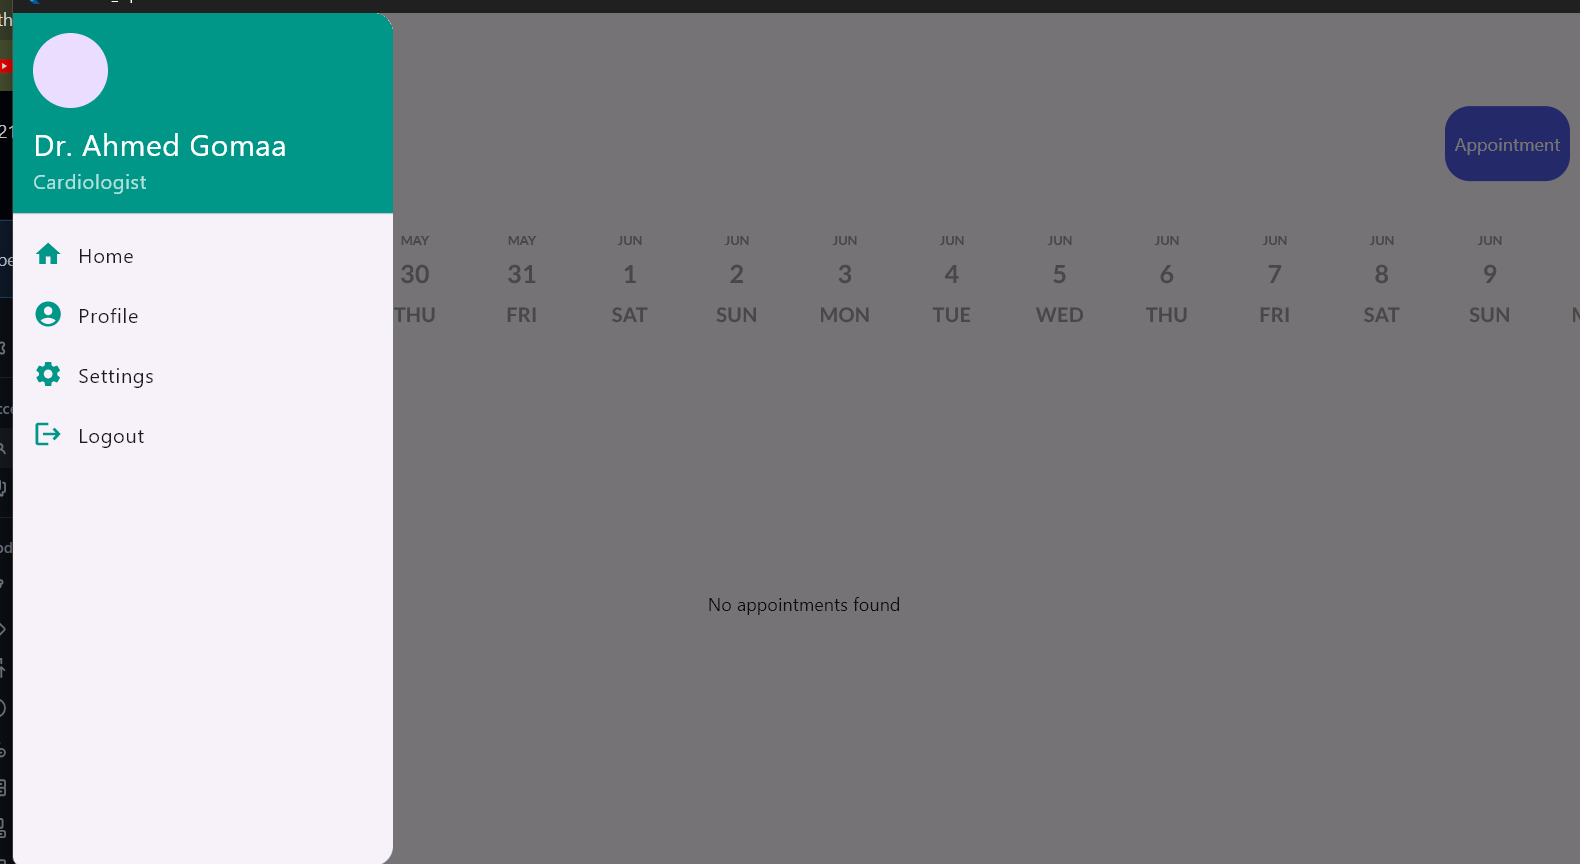 Dr. Ahmed Gomaa
Cardiologist
Home
Profile
Settings
Logout
Appointment
MAY MAY JUN JUN JUN JUN JUN JUN JUN JUN JUN
30 31 1 2 3 4 5 6 7 8 9
THU FRI SAT SUN MON TUE WED THU FRI SAT SUN
No appointments found